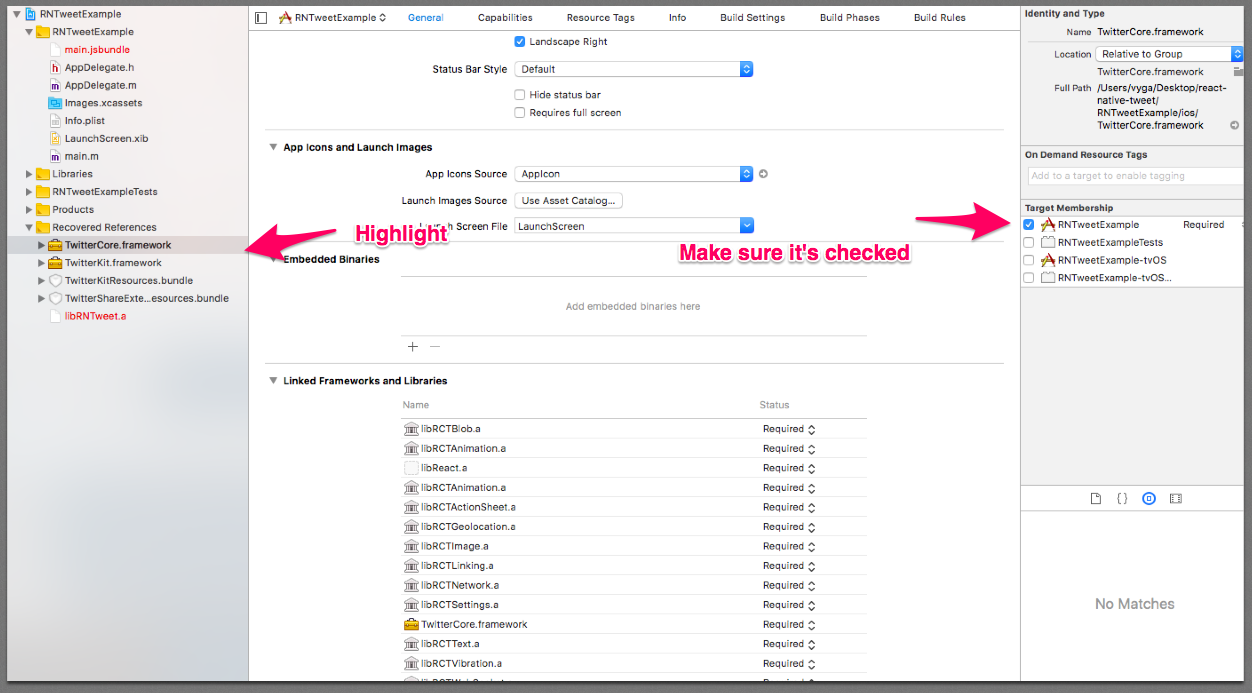 RNTweetExample
RNTweetExample
main.jsbundle
AppDelegate.h
AppDelegate.m
Images.xcassets
Info.plist
LaunchScreen.xib
main.m
Libraries
RNTweetExampleTests
Products
Recovered References
TwitterCore.framework
TwitterKit.framework
TwitterKitResources.bundle
TwitterShareExte...esources.bundle
libRNTweet.a
RNTweetExample General Capabilities Resource Tags Info Build Settings Build Phases Build Rules
Landscape Right
Status Bar Style Default
Hide status bar
Requires full screen
App Icons and Launch Images
App Icons Source AppIcon
Launch Images Source Use Asset Catalog...
Screen File LaunchScreen
Highlight
Make sure it's checked
Embedded Binaries
Add embedded binaries here
Linked Frameworks and Libraries
Name Status
libRCTBlob.a Required
libRCTAnimation.a Required
libReact.a Required
libRCTAnimation.a Required
libRCTActionSheet.a Required
libRCTGeolocation.a Required
libRCTImage.a Required
libRCTLinking.a Required
libRCTNetwork.a Required
libRCTSettings.a Required
TwitterCore.framework Required
libRCTText.a Required
libRCTVibration.a Required
Identity and Type
Name TwitterCore.framework
Location Relative to Group
TwitterCore.framework
Full Path /Users/vyga/Desktop/react-
native-tweet/
RNTweetExample/ios/
TwitterCore.framework
On Demand Resource Tags
Add to a target to enable tagging
Target Membership
RNTweetExample Required
RNTweetExampleTests
RNTweetExample-tvOS
RNTweetExample-tvOS...
{}
No Matches